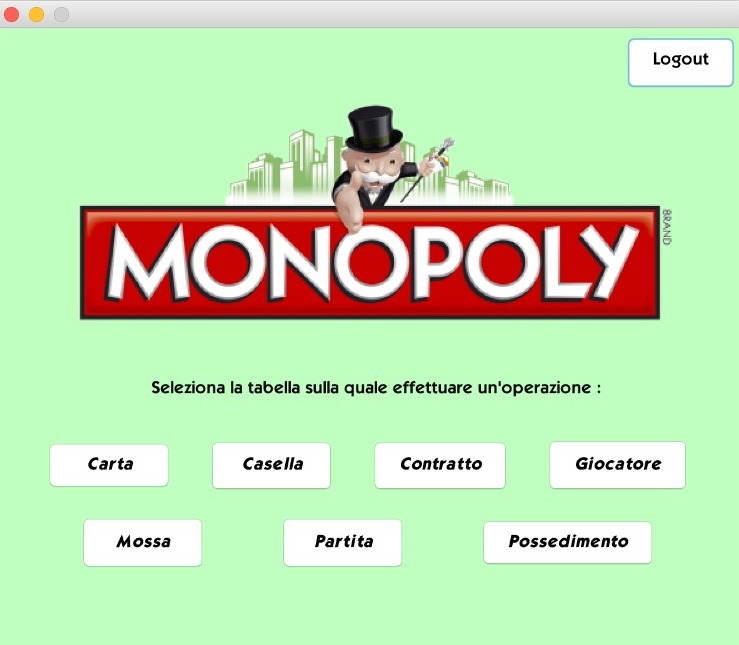 Logout
MONOPOLY
BRAND
Seleziona la tabella sulla quale effettuare un'operazione :
Carta Casella Contratto Giocatore
Mossa Partita Possedimento